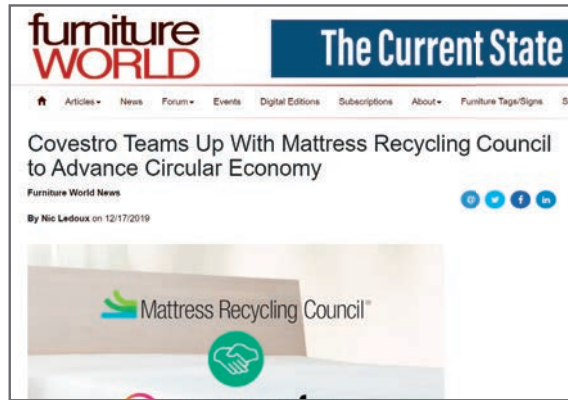 furniture
WORLD
The Current State
Articles News Forum Events Digital Editions Subscriptions About Furniture Tags/Signs S
Covestro Teams Up With Mattress Recycling Council
to Advance Circular Economy
Furniture World News
By Nic Ledoux on 12/17/2019
Mattress Recycling Council®